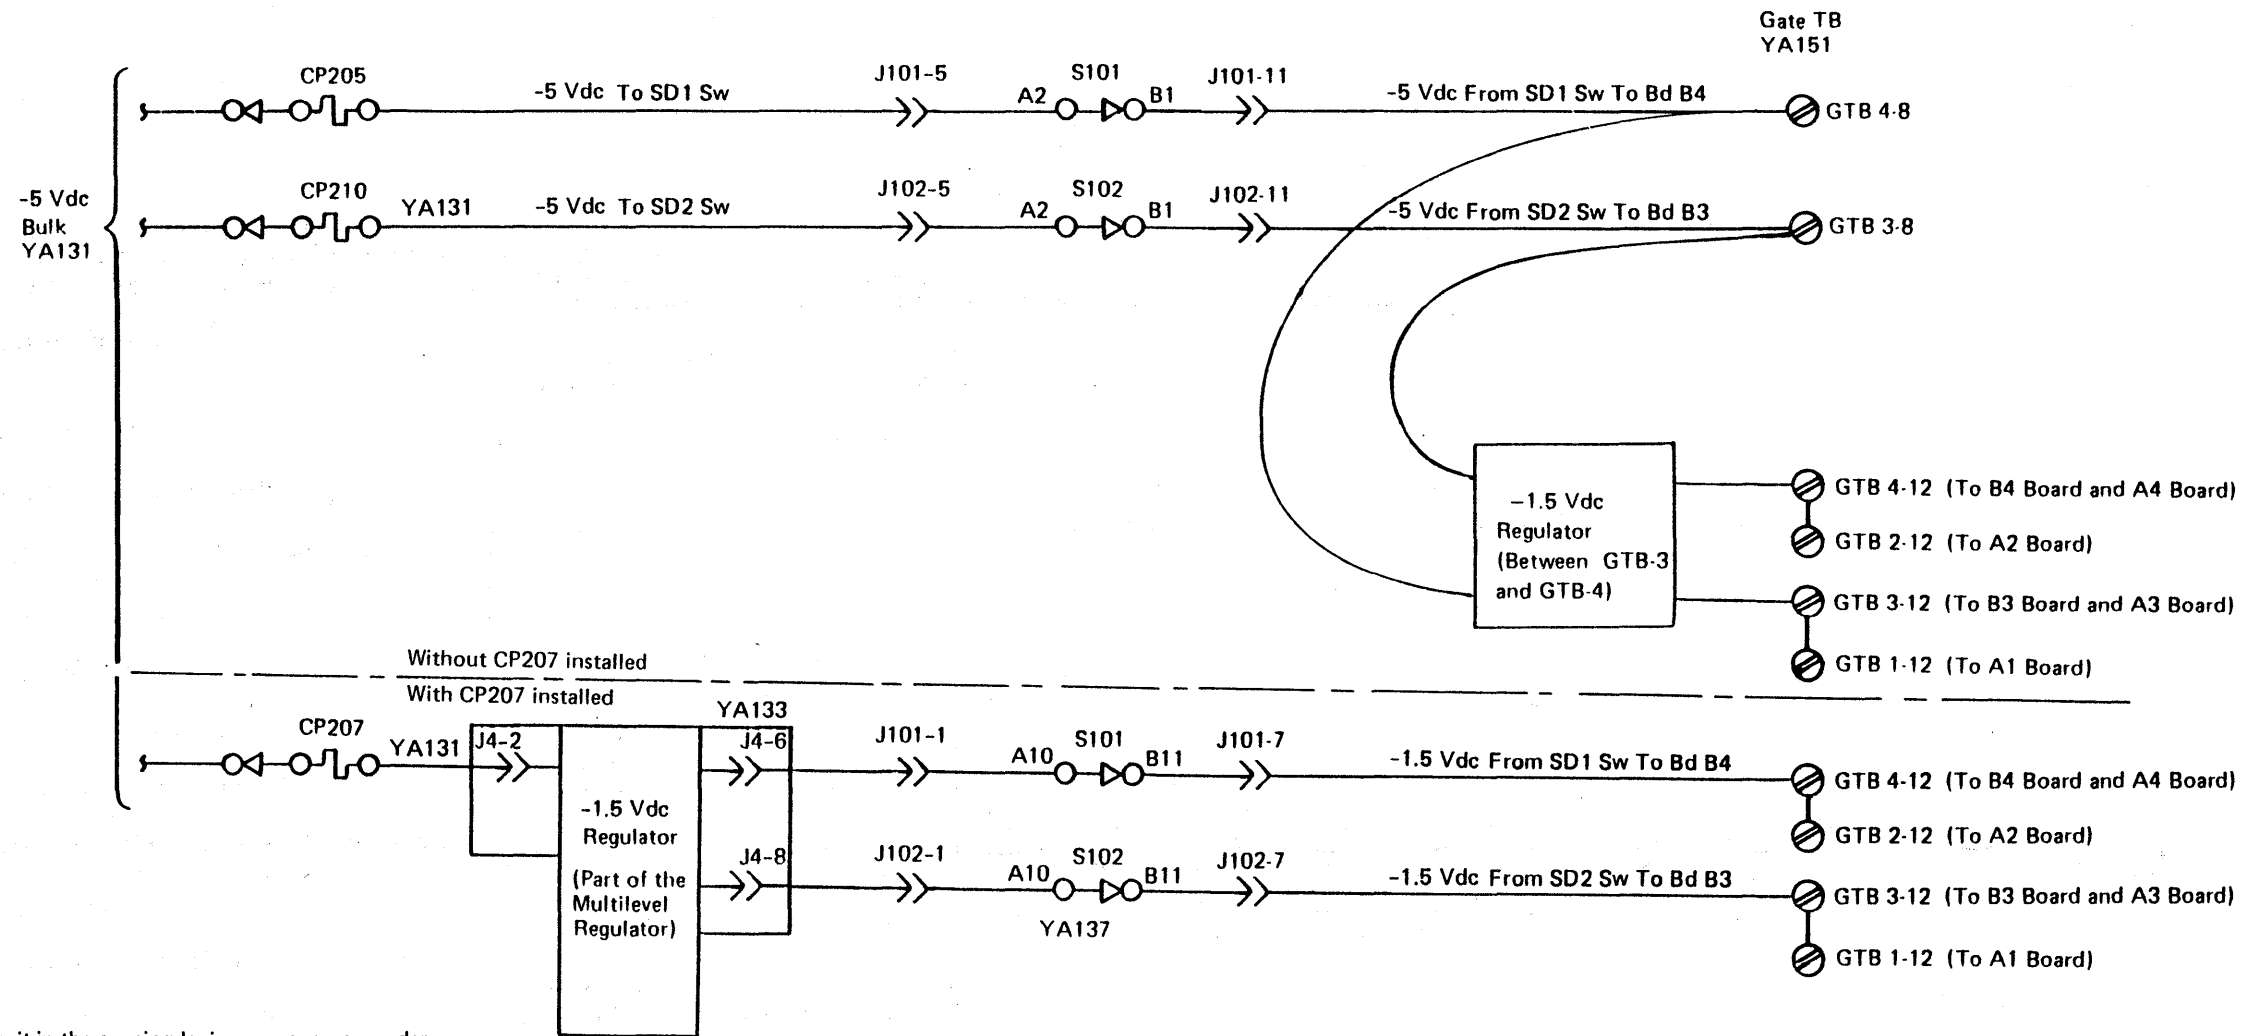 Gate TB
YA151
CP205
-5 Vdc To SD1 Sw
J101-5
A2
S101
B1
J101-11
-5 Vdc From SD1 Sw To Bd B4
GTB 4-8
-5 Vdc
Bulk
YA131
CP210
YA131
-5 Vdc To SD2 Sw
J102-5
A2
S102
B1
J102-11
-5 Vdc From SD2 Sw To Bd B3
GTB 3-8
-1.5 Vdc
Regulator
(Between GTB-3
and GTB-4)
GTB 4-12 (To B4 Board and A4 Board)
GTB 2-12 (To A2 Board)
GTB 3-12 (To B3 Board and A3 Board)
GTB 1-12 (To A1 Board)
Without CP207 installed
With CP207 installed
CP207
YA131
J4-2
YA133
J4-6
J101-1
A10
S101
B11
J101-7
-1.5 Vdc From SD1 Sw To Bd B4
GTB 4-12 (To B4 Board and A4 Board)
GTB 2-12 (To A2 Board)
-1.5 Vdc
Regulator
(Part of the
Multilevel
Regulator)
J4-8
J102-1
A10
S102
B11
J102-7
YA137
-1.5 Vdc From SD2 Sw To Bd B3
GTB 3-12 (To B3 Board and A3 Board)
GTB 1-12 (To A1 Board)